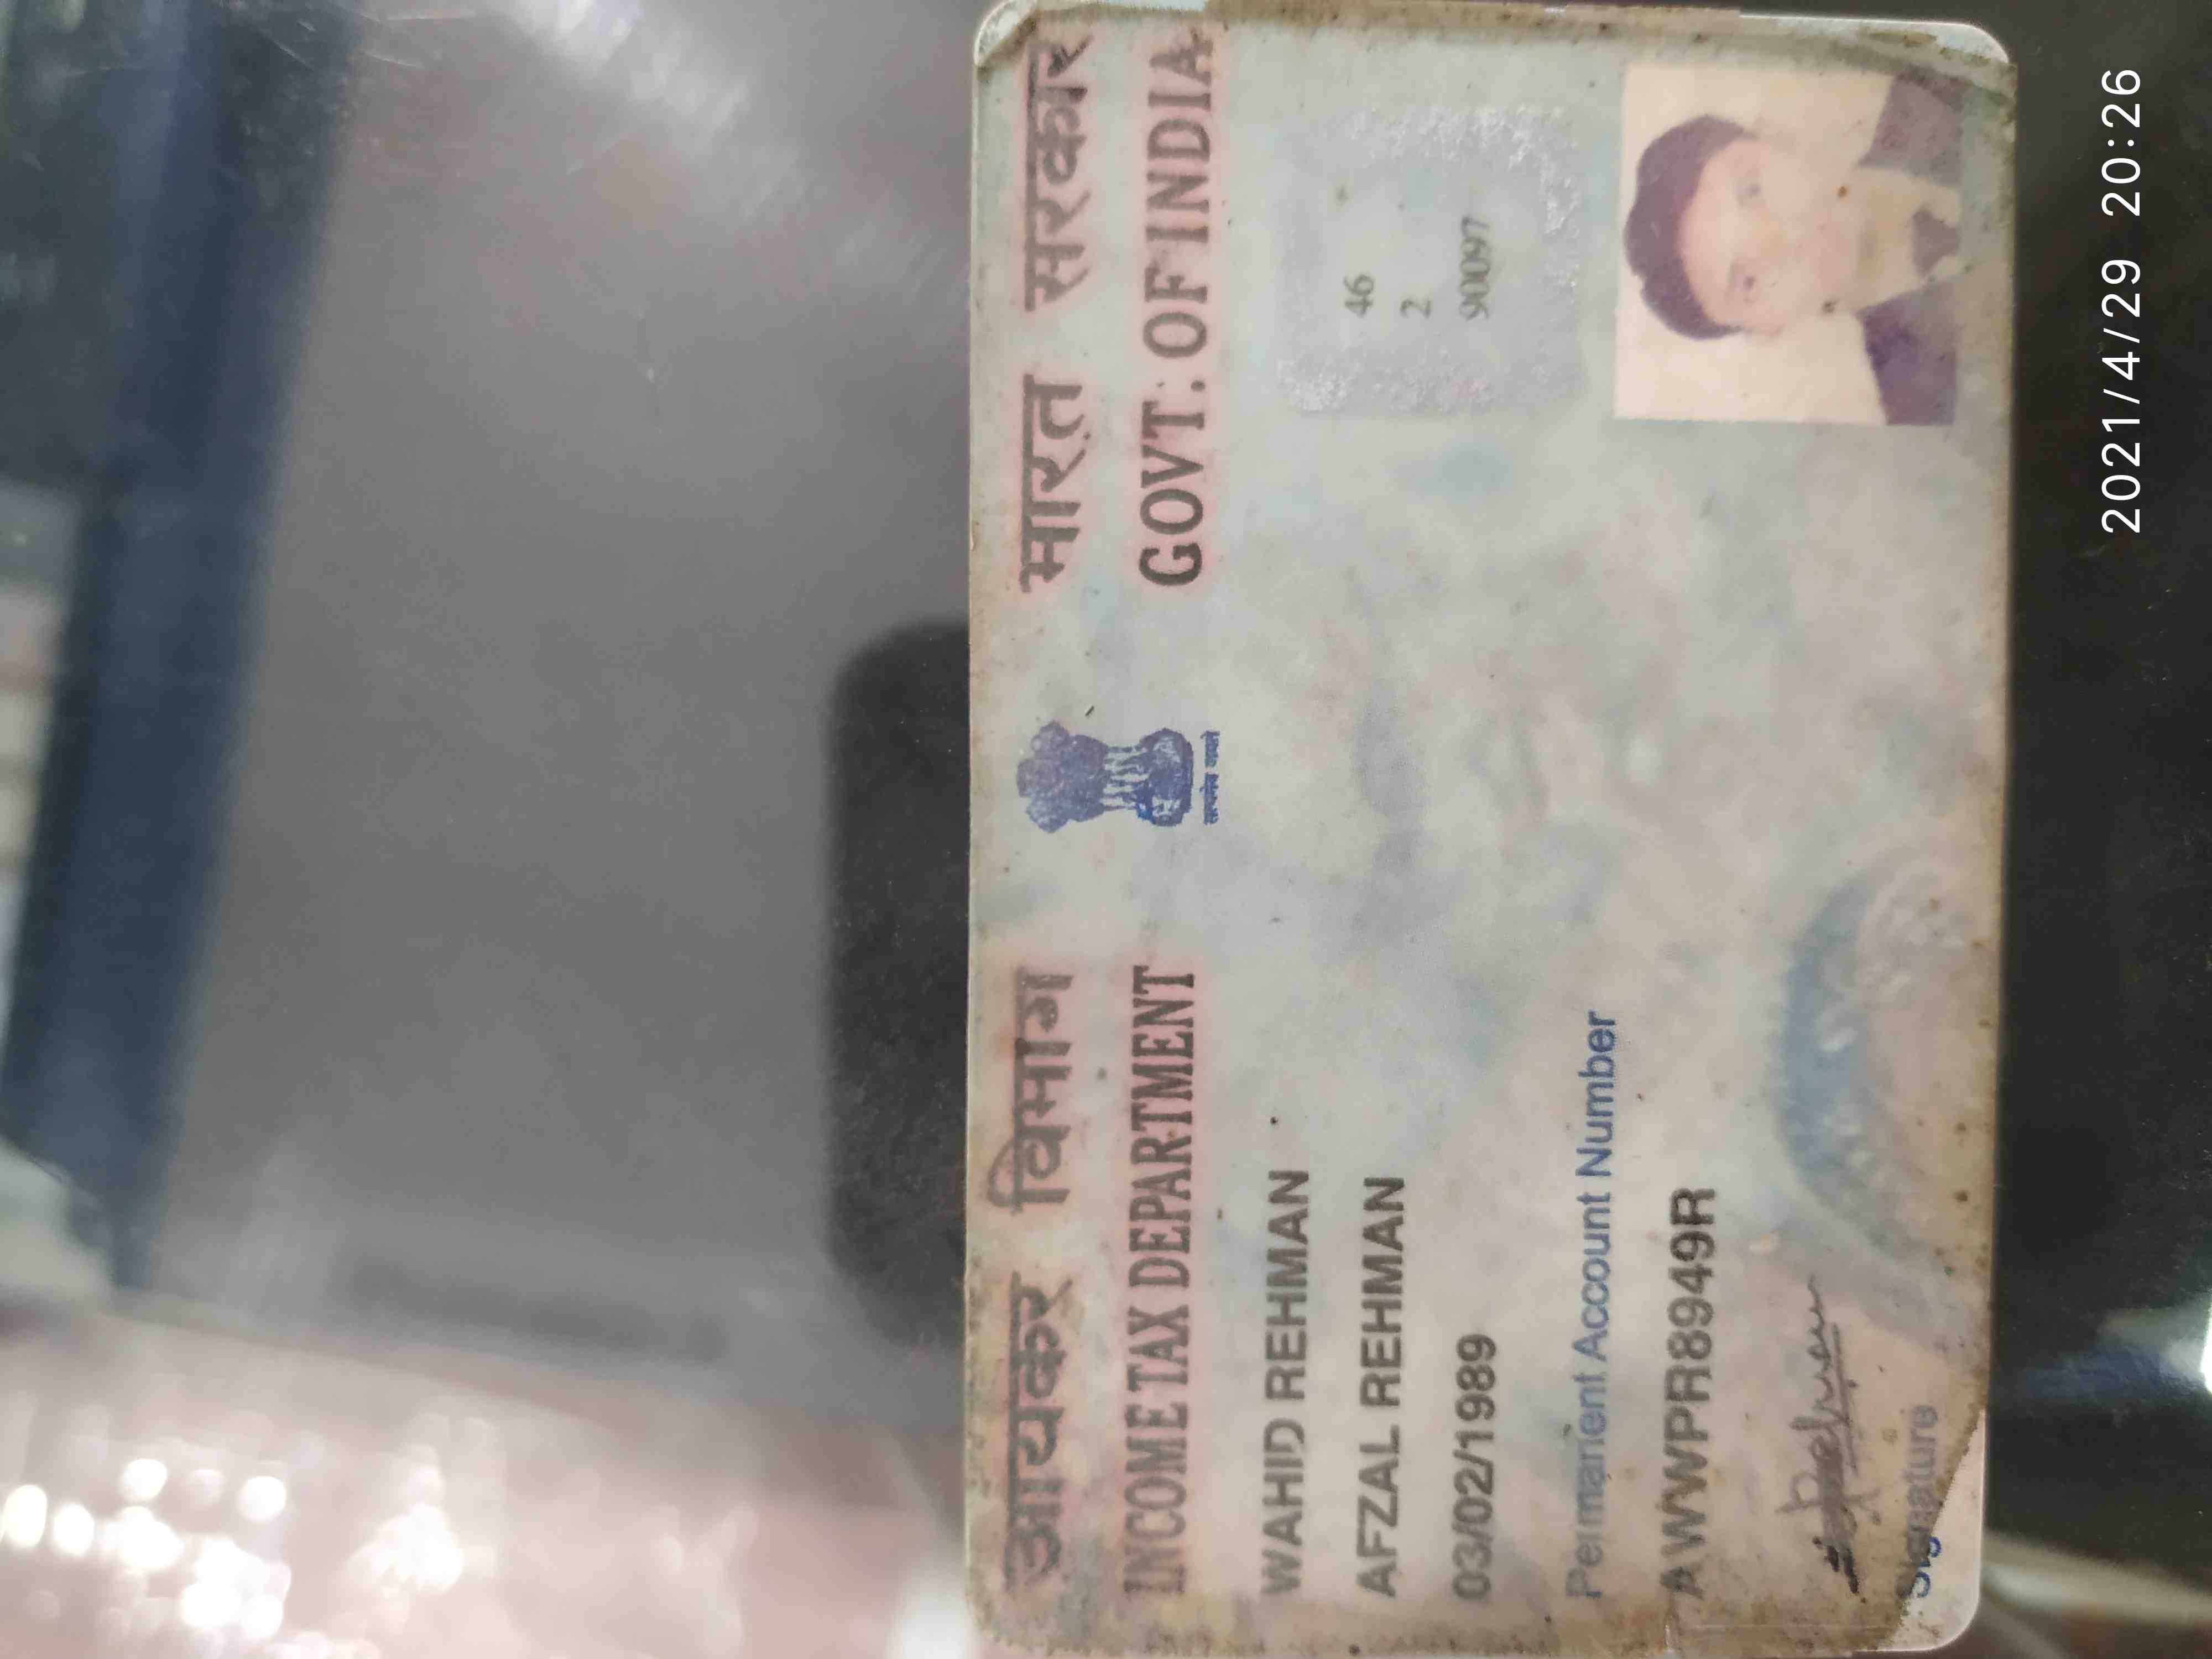 आयकर विभाग
INCOME TAX DEPARTMENT
सत्यमेव जयते
भारत सरकार
GOVT. OF INDIA
WAHID REHMAN
AFZAL REHMAN
03/02/1989
Permanent Account Number
AWWPR8949R
Signature
46
2
90097
2021/4/29 20:26